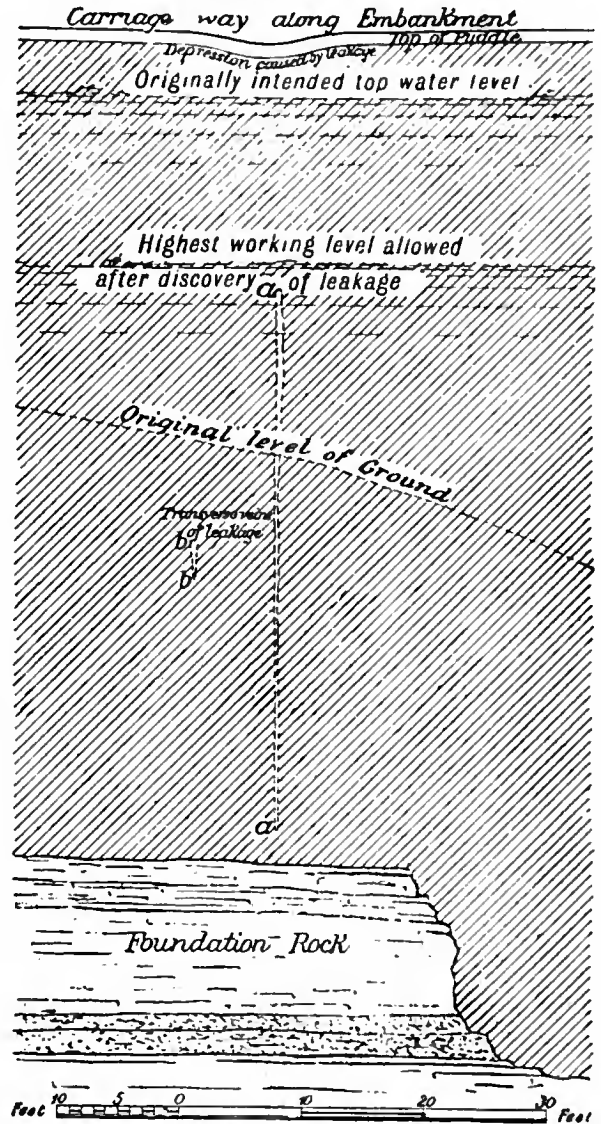 Carriage way along Embankment
Top of Puddle
Depression caused by leakage
Originally intended top water level
Highest working level allowed
after discovery of leakage
a
Original level of Ground
Transverse veins
of leakage
b
b
a
Foundation Rock
Feet 10 5 0 10 20 30 Feet